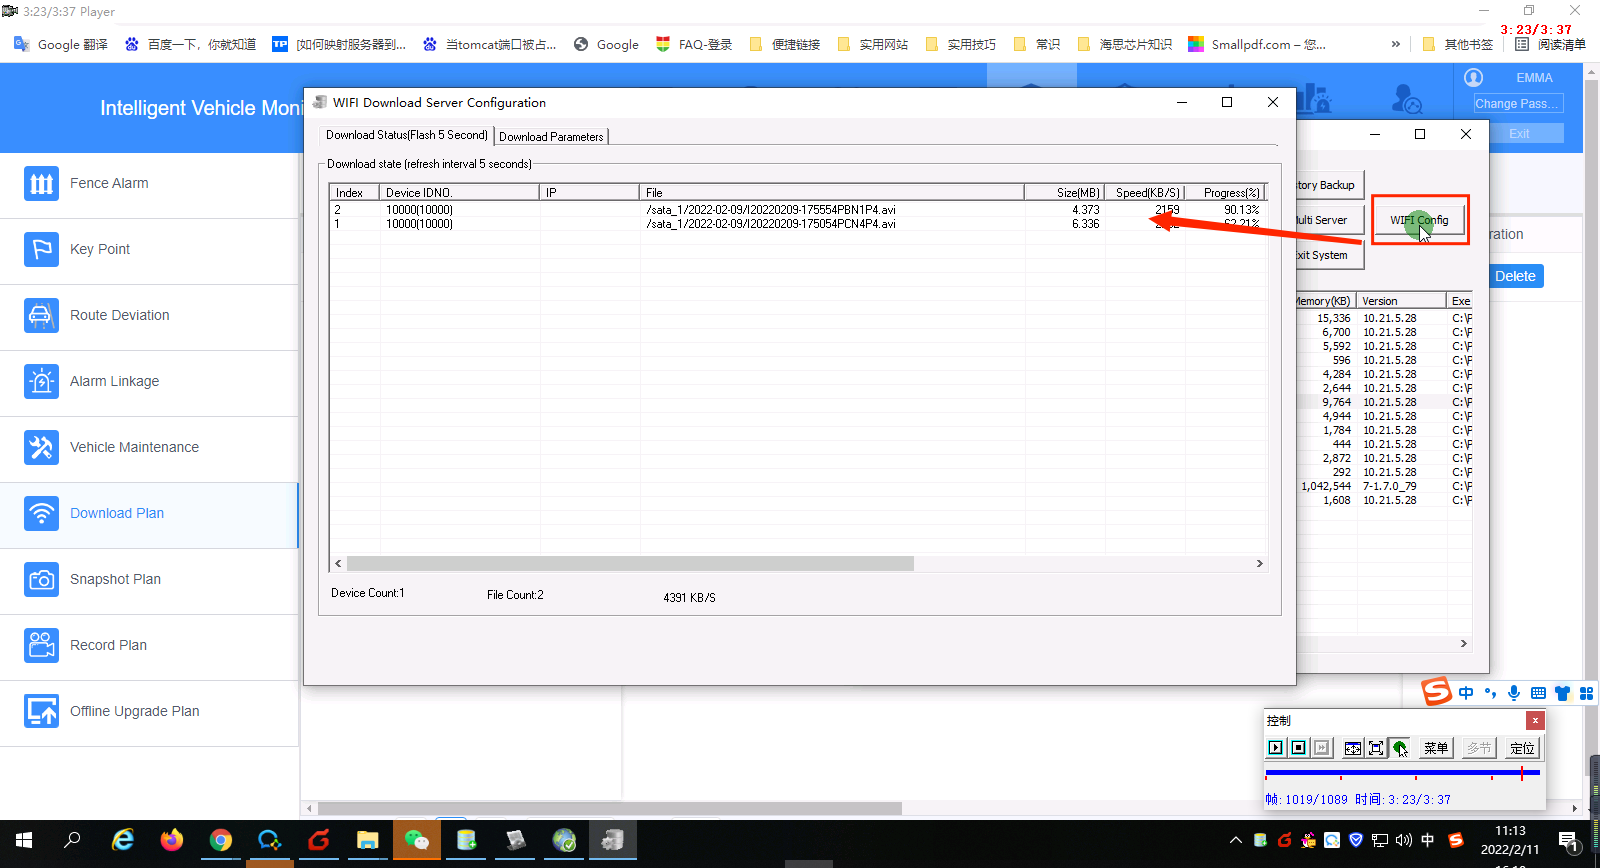 3:23/3:37 Player
3:23/3:37
Google 翻译
百度一下，你就知道
[如何映射服务器到...
当tomcat端口被占...
Google
FAQ-登录
便捷链接
实用网站
实用技巧
常识
海思芯片知识
Smallpdf.com – 您...
»
其他书签
阅读清单
Intelligent Vehicle Moni
EMMA
Change Pass...
Exit
Fence Alarm
Key Point
Route Deviation
Alarm Linkage
Vehicle Maintenance
Download Plan
Snapshot Plan
Record Plan
Offline Upgrade Plan
WIFI Download Server Configuration
Download Status(Flash 5 Second)
Download Parameters
Download state (refresh interval 5 seconds)
Index Device IDNO. IP File Size(MB) Speed(KB/S) Progress(%)
2 10000(10000) /sata_1/2022-02-09/I20220209-175554PBN1P4.avi 4.373 2159 90.13%
1 10000(10000) /sata_1/2022-02-09/I20220209-175054PCN4P4.avi 6.336 62.21%
Device Count:1
File Count:2
4391 KB/S
tory Backup
ulti Server
WIFI Config
xit System
ration
Delete
Memory(KB) Version Exe
15,336 10.21.5.28 C:\P
6,700 10.21.5.28 C:\P
5,592 10.21.5.28 C:\P
596 10.21.5.28 C:\P
4,284 10.21.5.28 C:\P
2,644 10.21.5.28 C:\P
9,764 10.21.5.28 C:\P
4,944 10.21.5.28 C:\P
1,784 10.21.5.28 C:\P
444 10.21.5.28 C:\P
2,872 10.21.5.28 C:\P
292 10.21.5.28 C:\P
1,042,544 7-1.7.0_79 C:\P
1,608 10.21.5.28 C:\P
中
控制
菜单
多节
定位
帧:1019/1089 时间:3:23/3:37
中
11:13
2022/2/11
1